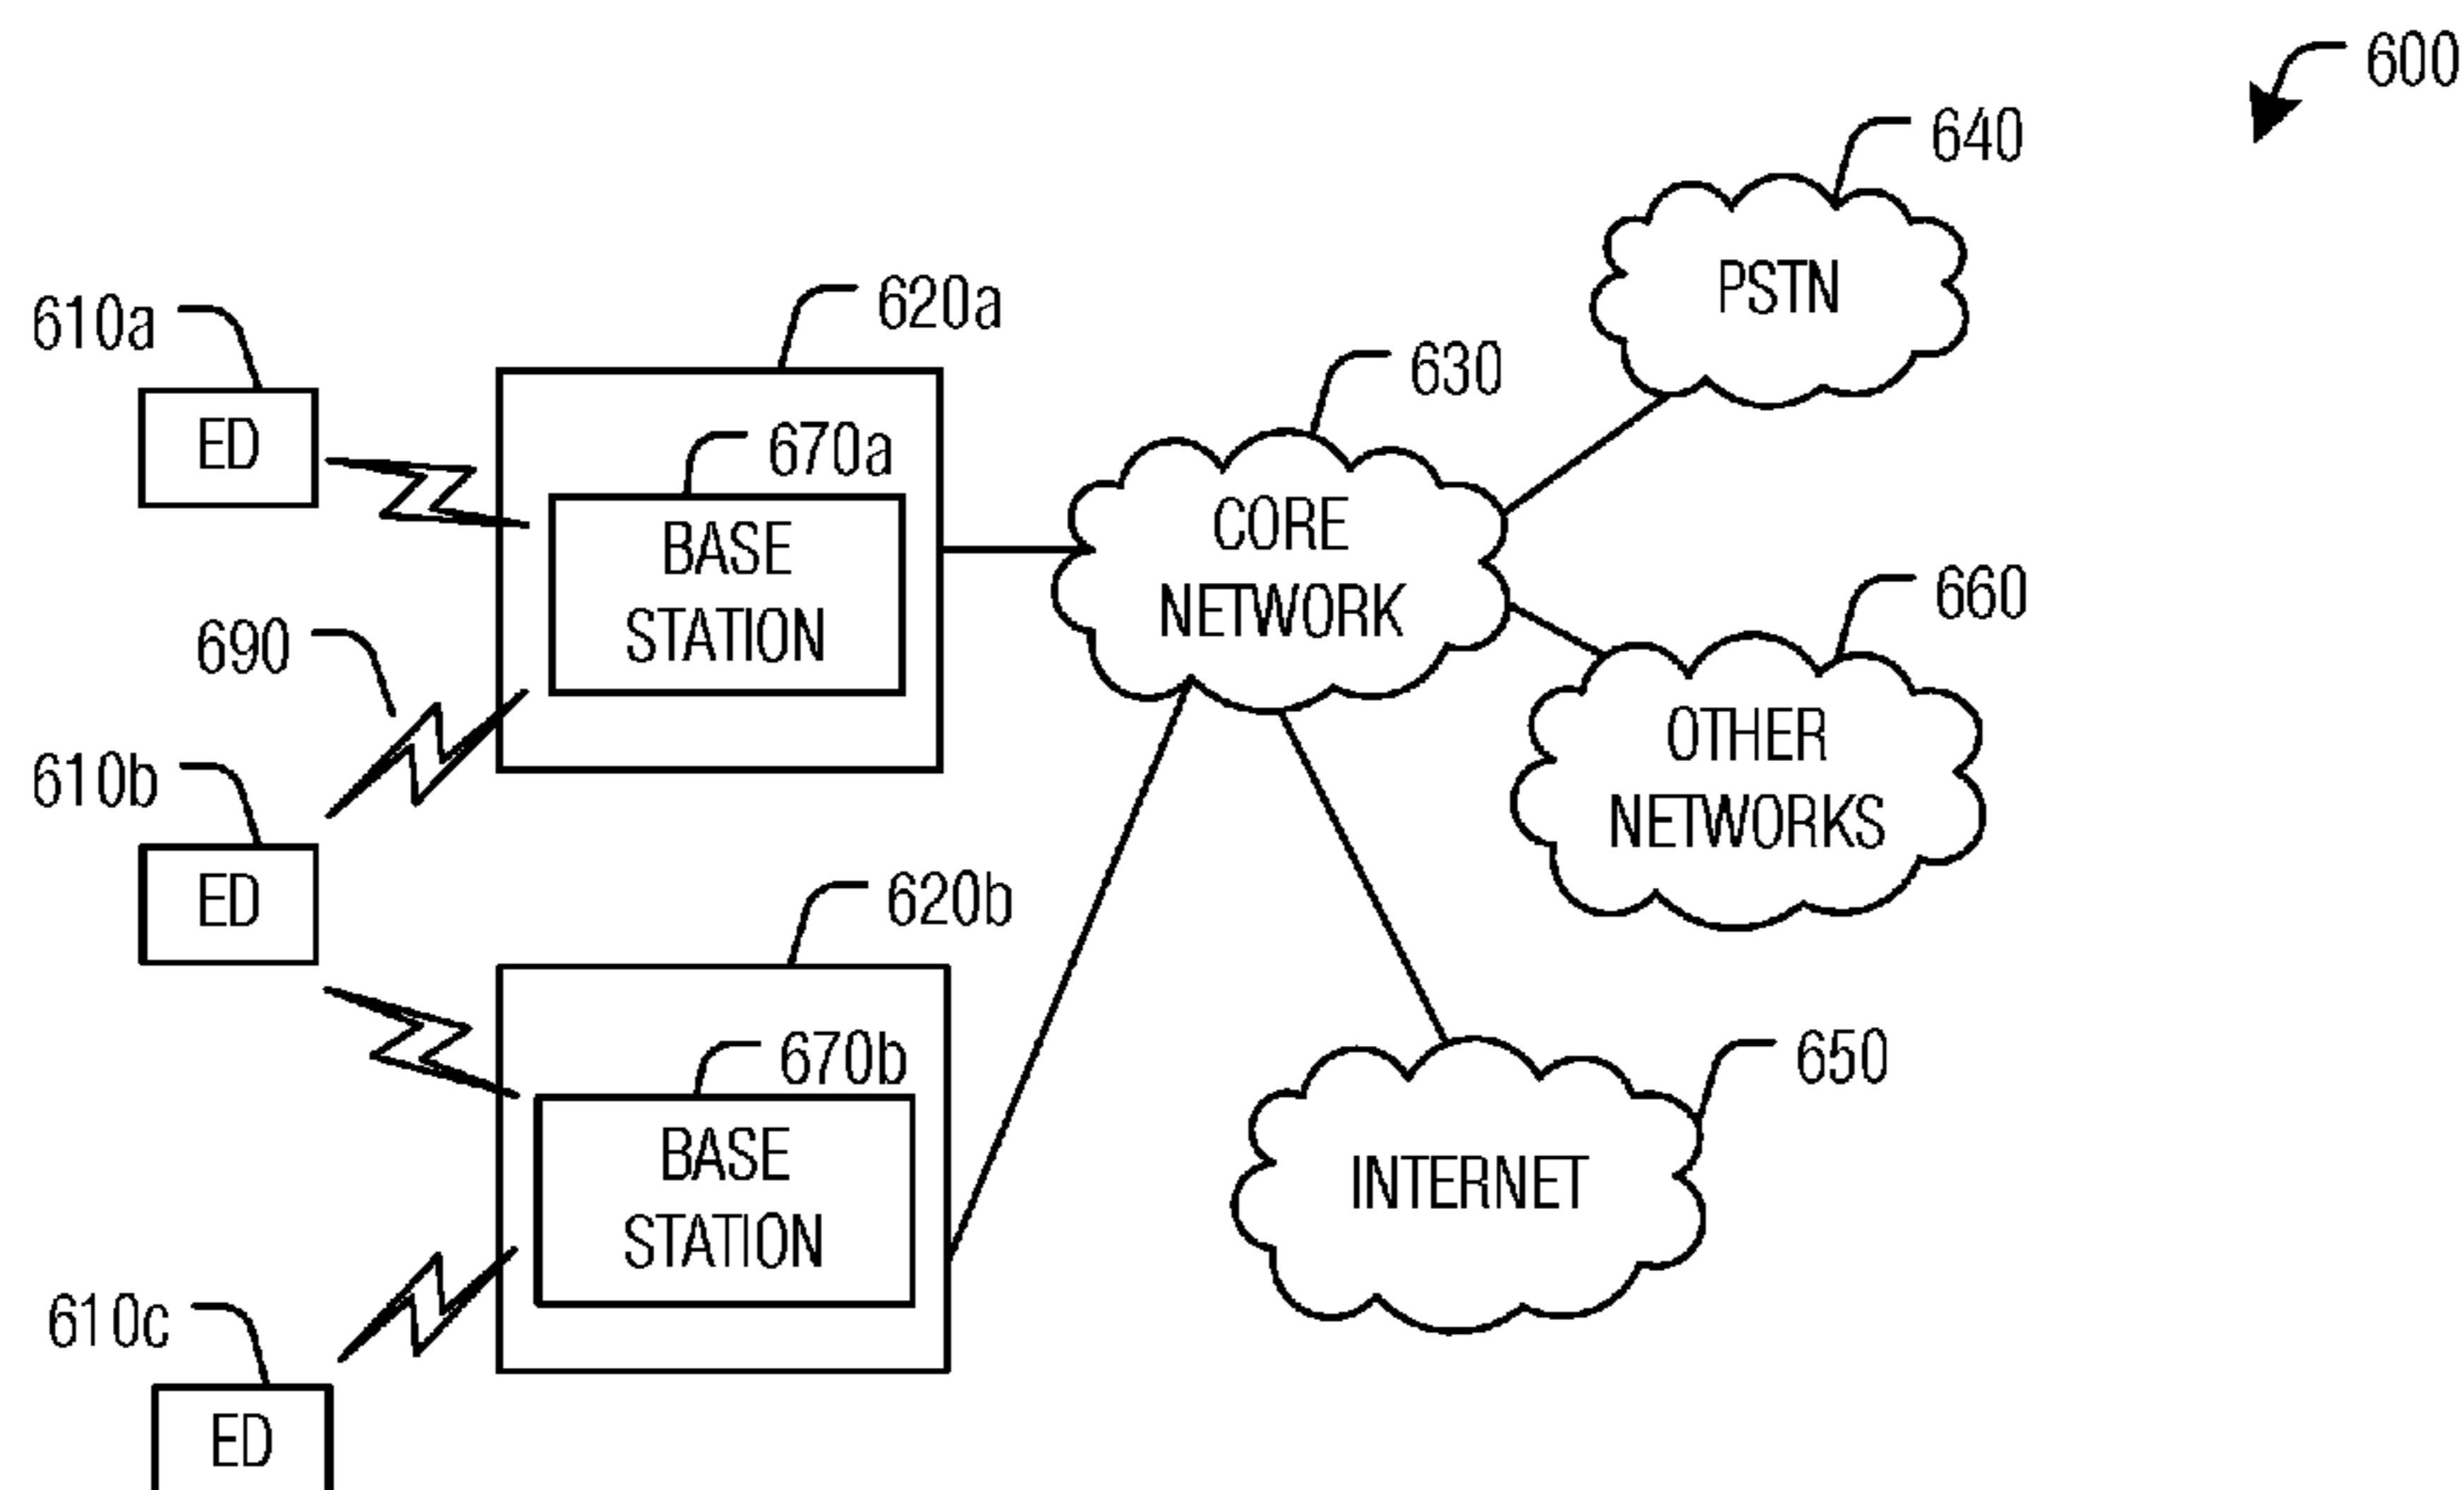 600
640
PSTN
620a
610a
630
ED
670a
CORE
NETWORK
BASE
STATION
660
690
OTHER
NETWORKS
610b
620b
ED
650
670b
BASE
STATION
INTERNET
610c
ED